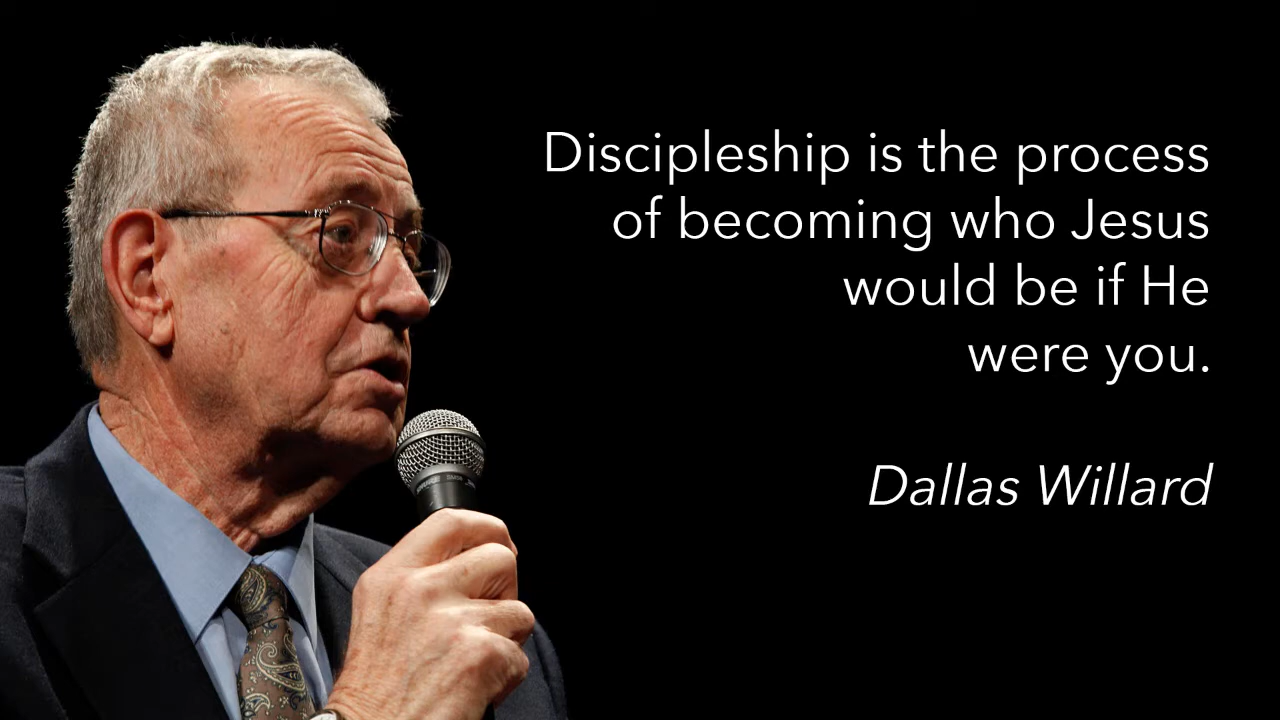 Discipleship is the process
of becoming who Jesus
would be if He
were you.
Dallas Willard